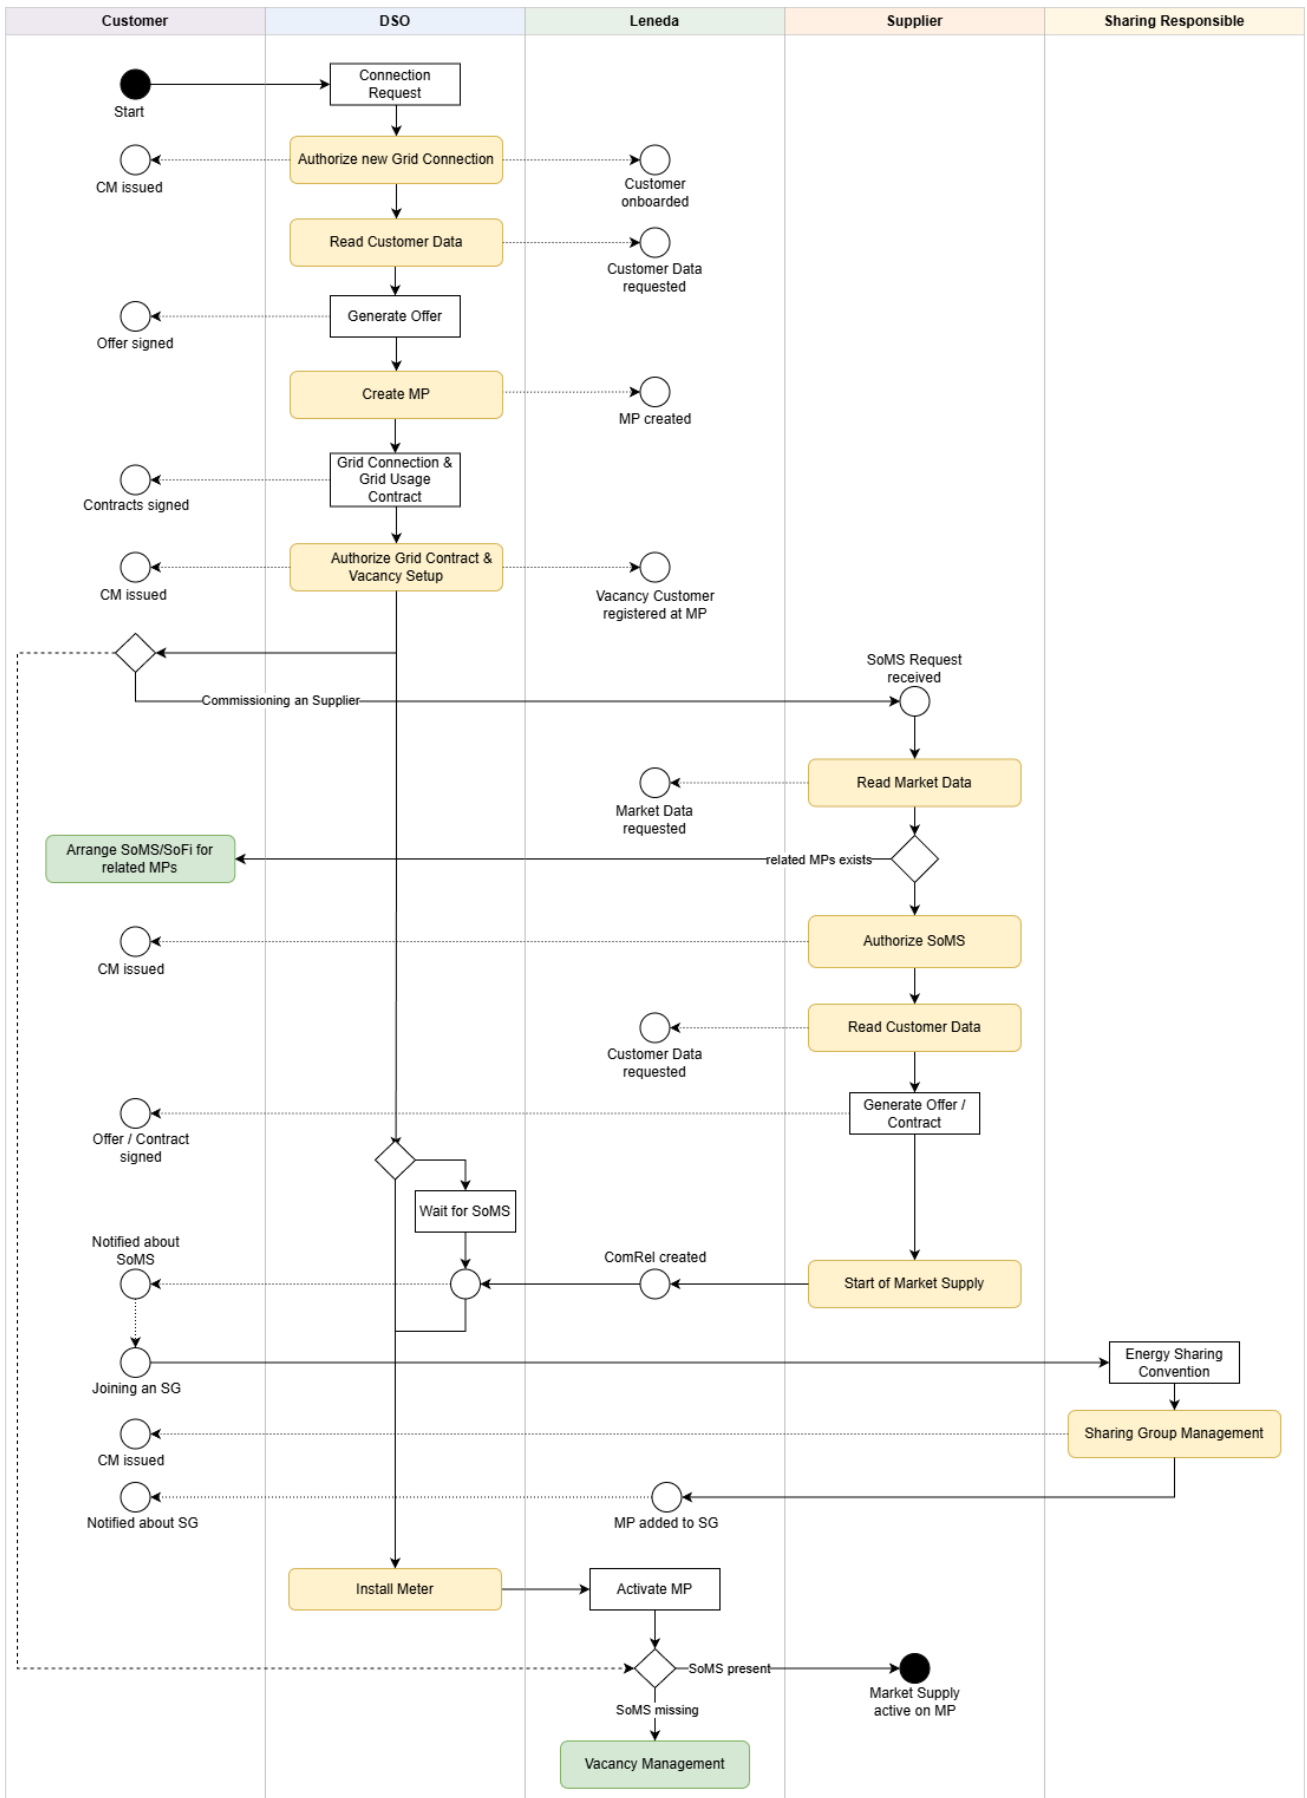 Customer
DSO
Leneda
Supplier
Sharing Responsible
Connection
Request
Start
Authorize new Grid Connection
CM issued
Customer
onboarded
Read Customer Data
Customer Data
requested
Generate Offer
Offer signed
Create MP
MP created
Grid Connection &
Grid Usage
Contract
Contracts signed
Authorize Grid Contract &
Vacancy Setup
CM issued
Vacancy Customer
registered at MP
SoMS Request
received
Commissioning an Supplier
Read Market Data
Market Data
requested
Arrange SoMS/SoFi for
related MPs
related MPs exists
Authorize SoMS
CM issued
Read Customer Data
Customer Data
requested
Generate Offer /
Contract
Offer / Contract
signed
Wait for SoMS
Notified about
SoMS
ComRel created
Start of Market Supply
Energy Sharing
Convention
Joining an SG
Sharing Group Management
CM issued
Notified about SG
MP added to SG
Install Meter
Activate MP
SoMS present
Market Supply
active on MP
SoMS missing
Vacancy Management